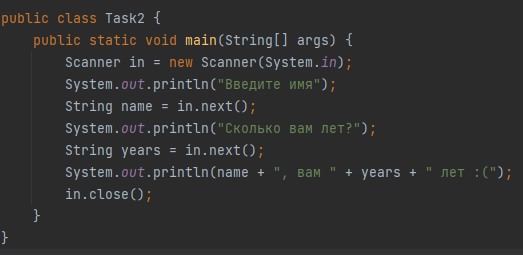 public class Task2 {
    public static void main(String[] args) {
        Scanner in = new Scanner(System.in);
        System.out.println("Введите имя");
        String name = in.next();
        System.out.println("Сколько вам лет?");
        String years = in.next();
        System.out.println(name + ", вам " + years + " лет :(");
        in.close();
    }
}